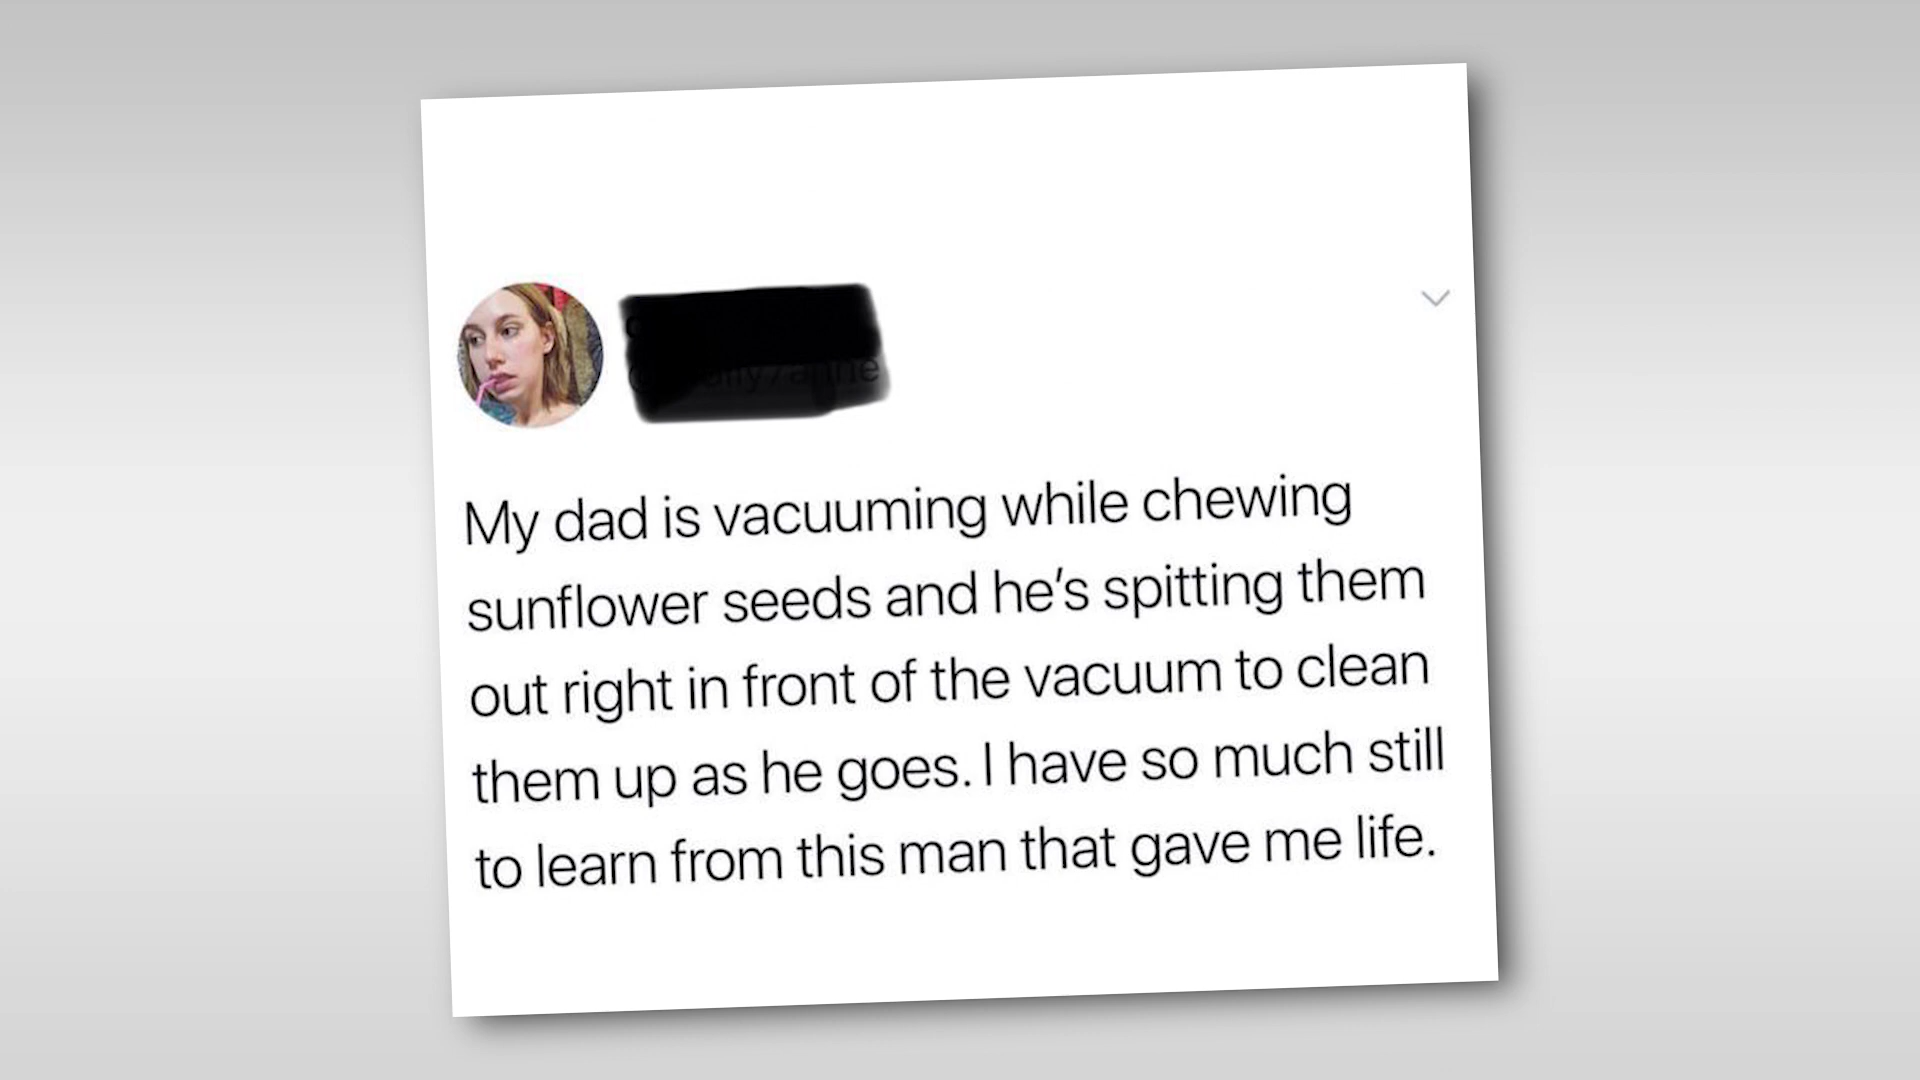 My dad is vacuuming while chewing
sunflower seeds and he's spitting them
out right in front of the vacuum to clean
them up as he goes. I have so much still
to learn from this man that gave me life.